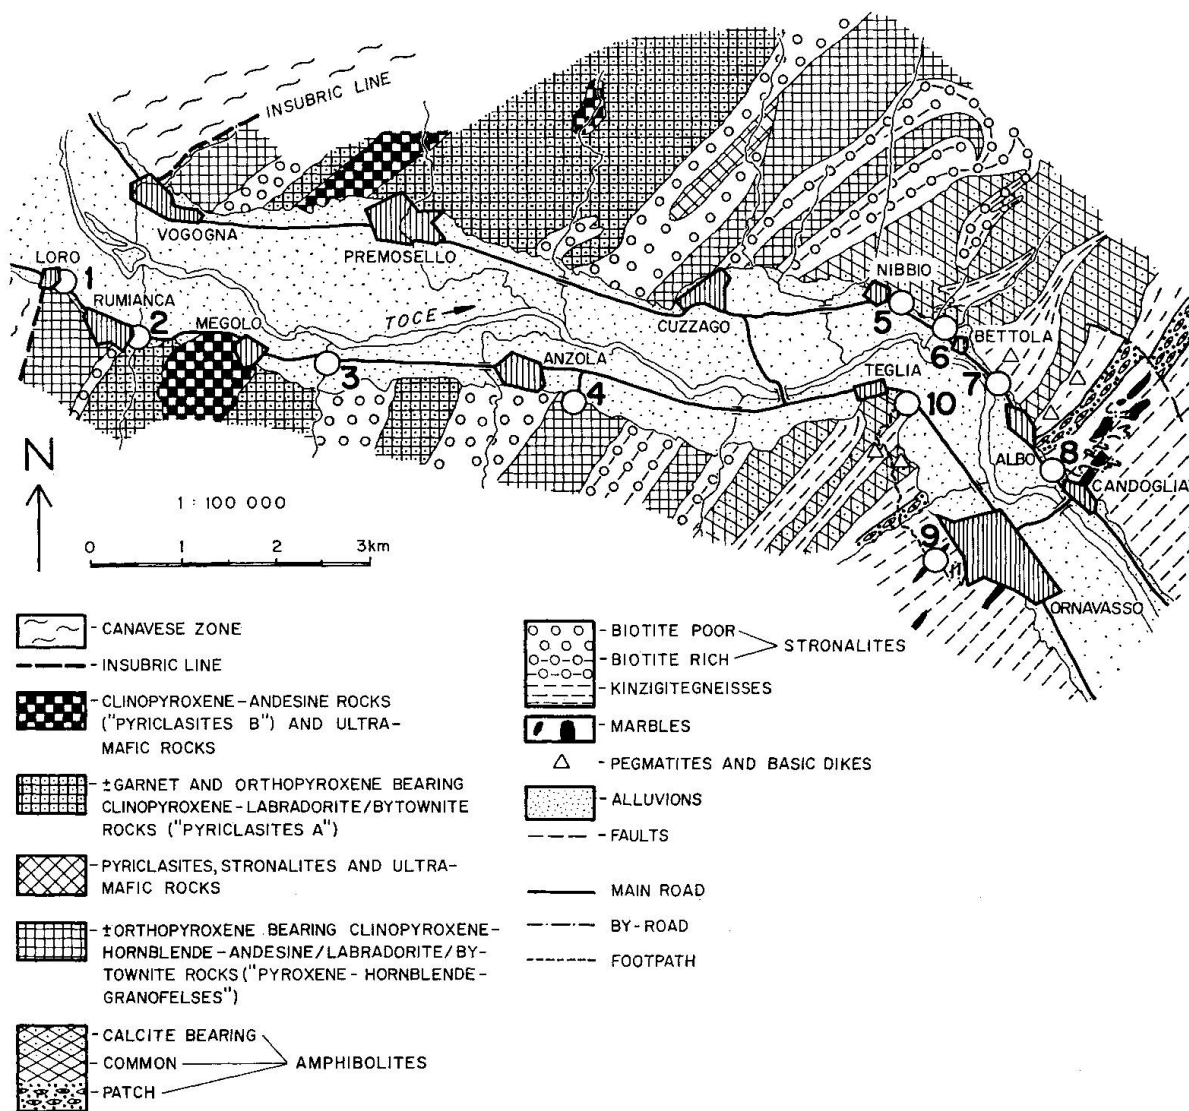 INSUBRIC LINE
VOGOGNA
PREMOSELLO
LORO
1
RUMIANCA
2
MEGOLO
TOCE
3
ANZOLA
4
CUZZAGO
NIBBIO
5
6
BETTOLA
TEGLIA
7
10
ALBO
8
CANDOGLIA
9
ORNAVASSO
N
1:100 000
0 1 2 3km
- CANAVESE ZONE
- INSUBRIC LINE
- CLINOPYROXENE-ANDESINE ROCKS
("PYRICLASITES B") AND ULTRA-
MAFIC ROCKS
- ±GARNET AND ORTHOPYROXENE BEARING
CLINOPYROXENE-LABRADORITE/BYTOWNITE
ROCKS ("PYRICLASITES A")
- PYRICLASITES, STRONALITES AND ULTRA-
MAFIC ROCKS
- ±ORTHOPYROXENE BEARING CLINOPYROXENE-
HORNBLENDE-ANDESINE/LABRADORITE/BY-
TOWNITE ROCKS ("PYROXENE-HORNBLENDE-
GRANOFELSES")
- CALCITE BEARING
- COMMON
AMPHIBOLITES
- PATCH
- BIOTITE POOR
STRONALITES
- BIOTITE RICH
- KINZIGITEGNEISSES
- MARBLES
- PEGMATITES AND BASIC DIKES
- ALLUVIONS
- FAULTS
- MAIN ROAD
- BY-ROAD
- FOOTPATH